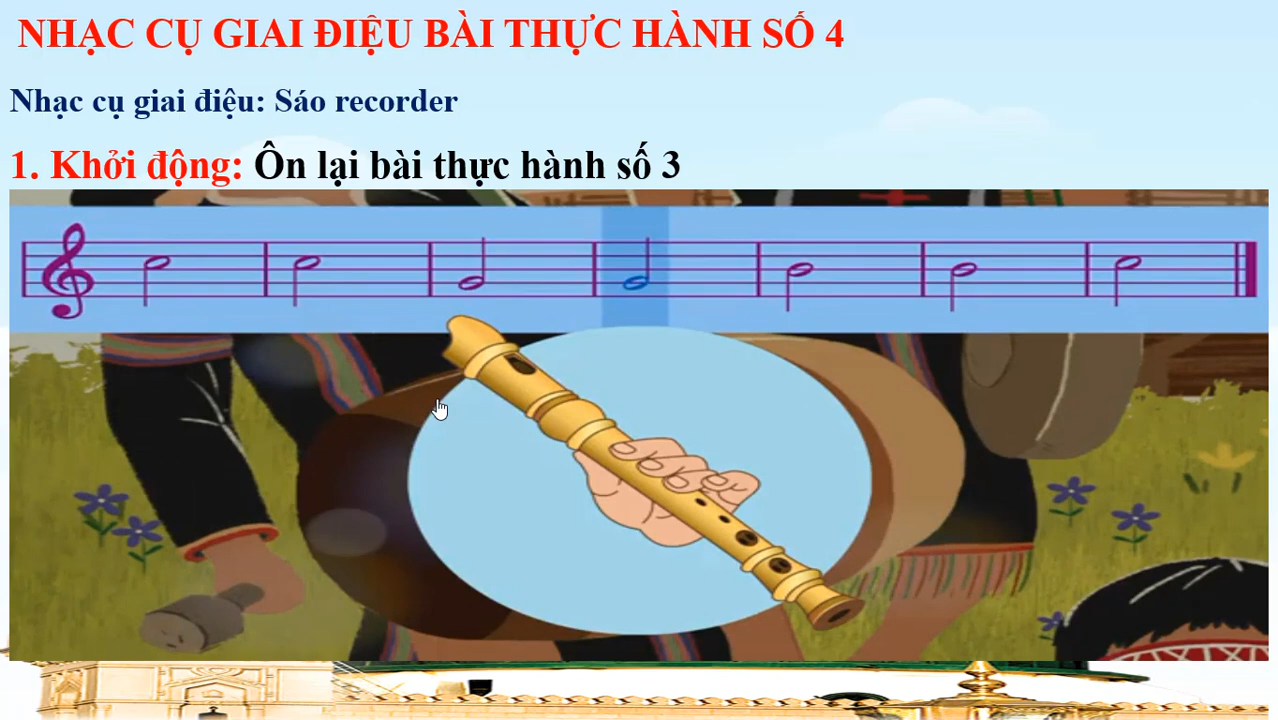 NHẠC CỤ GIAI ĐIỆU BÀI THỰC HÀNH SỐ 4
Nhạc cụ giai điệu: Sáo recorder
1. Khởi động: Ôn lại bài thực hành số 3